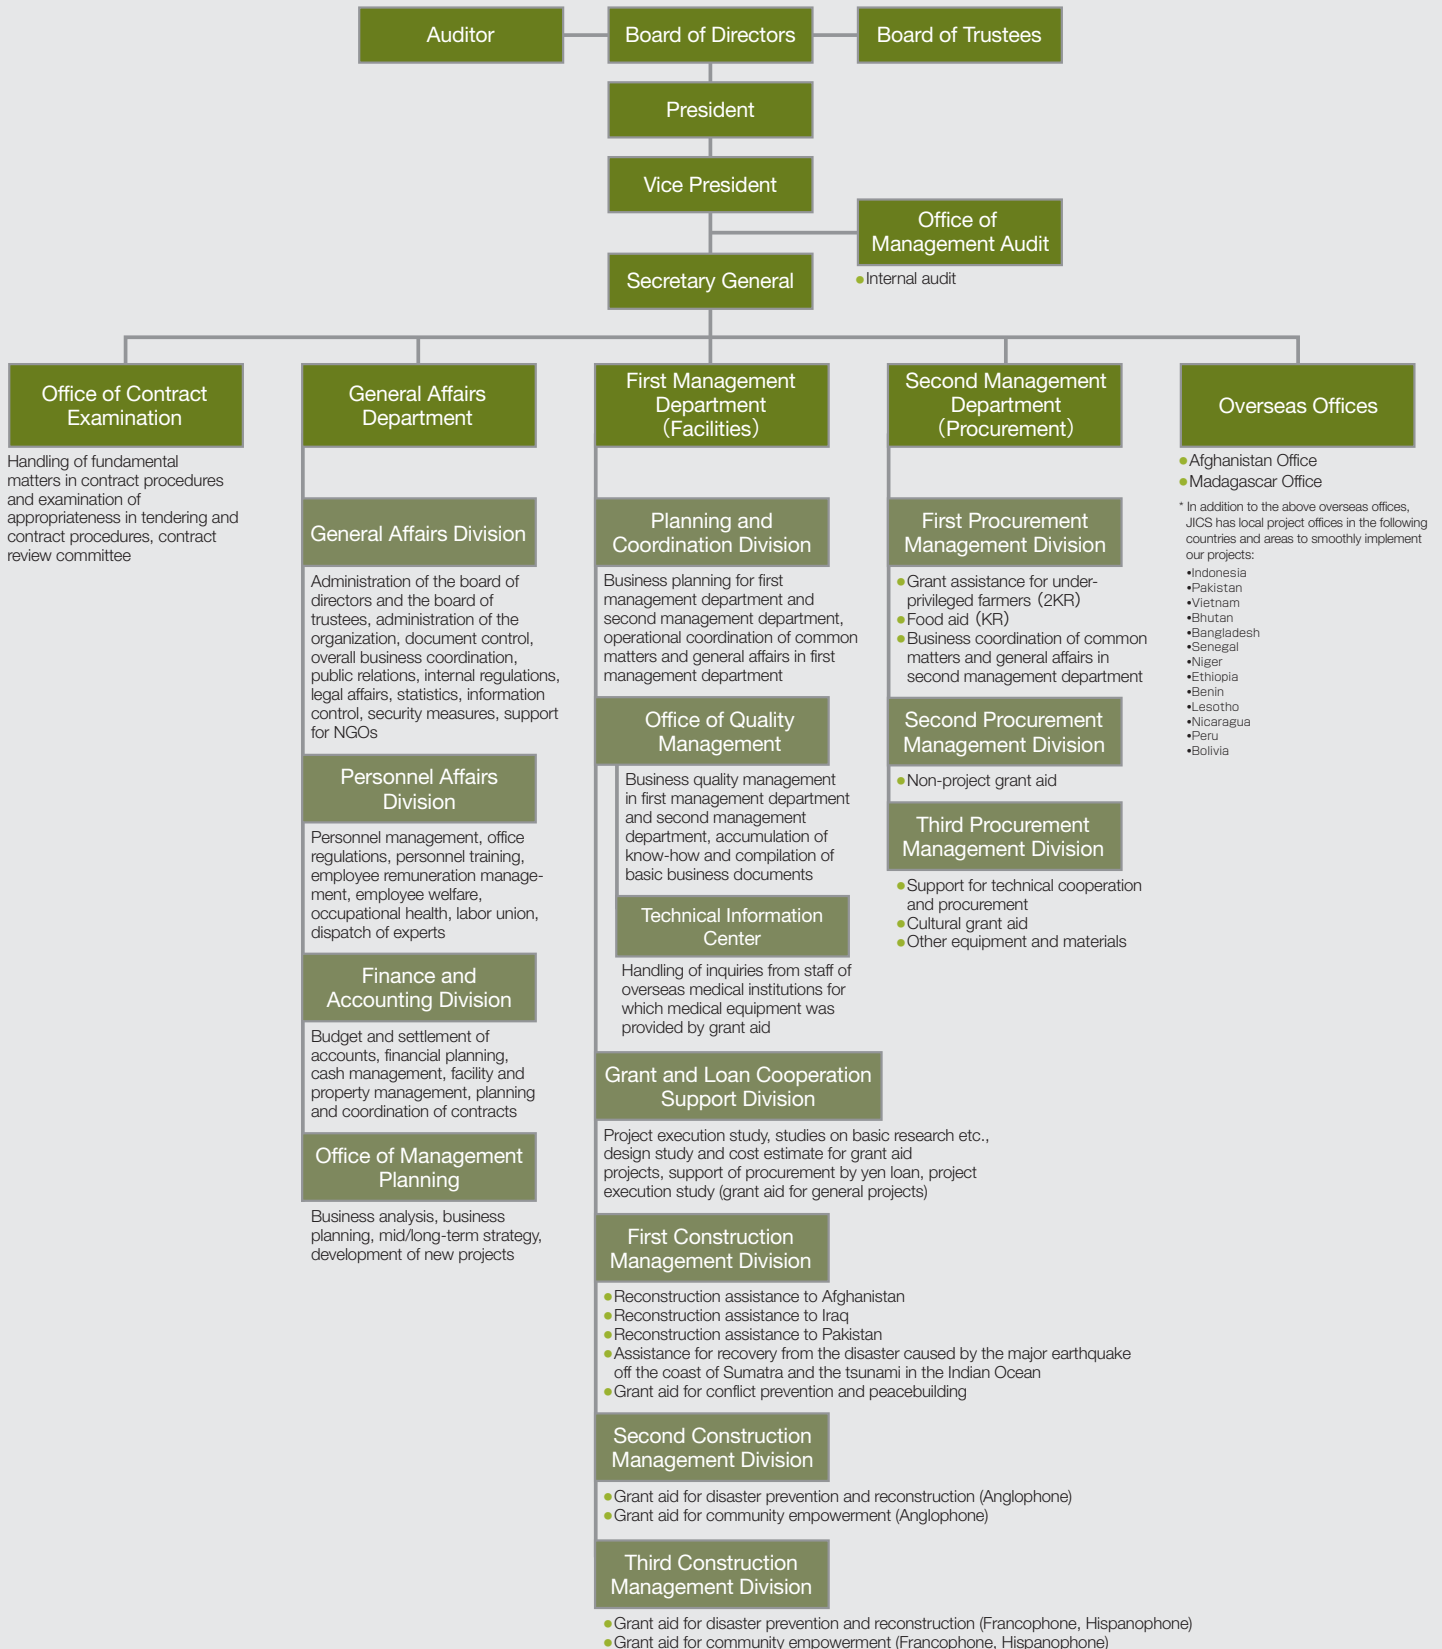 Auditor
Board of Directors
Board of Trustees
President
Vice President
Office of
Management Audit
●Internal audit
Secretary General
Office of Contract
Examination
Handling of fundamental
matters in contract procedures
and examination of
appropriateness in tendering and
contract procedures, contract
review committee
General Affairs
Department
General Affairs Division
Administration of the board of
directors and the board of
trustees, administration of the
organization, document control,
overall business coordination,
public relations, internal regulations,
legal affairs, statistics, information
control, security measures, support
for NGOs
Personnel Affairs
Division
Personnel management, office
regulations, personnel training,
employee remuneration manage-
ment, employee welfare,
occupational health, labor union,
dispatch of experts
Finance and
Accounting Division
Budget and settlement of
accounts, financial planning,
cash management, facility and
property management, planning
and coordination of contracts
Office of Management
Planning
Business analysis, business
planning, mid/long-term strategy,
development of new projects
First Management
Department
（Facilities）
Planning and
Coordination Division
Business planning for first
management department and
second management department,
operational coordination of common
matters and general affairs in first
management department
Office of Quality
Management
Business quality management
in first management department
and second management
department, accumulation of
know-how and compilation of
basic business documents
Technical Information
Center
Handling of inquiries from staff of
overseas medical institutions for
which medical equipment was
provided by grant aid
Grant and Loan Cooperation
Support Division
Project execution study, studies on basic research etc.,
design study and cost estimate for grant aid
projects, support of procurement by yen loan, project
execution study (grant aid for general projects)
First Construction
Management Division
●Reconstruction assistance to Afghanistan
●Reconstruction assistance to Iraq
●Reconstruction assistance to Pakistan
●Assistance for recovery from the disaster caused by the major earthquake
off the coast of Sumatra and the tsunami in the Indian Ocean
●Grant aid for conflict prevention and peacebuilding
Second Construction
Management Division
●Grant aid for disaster prevention and reconstruction (Anglophone)
●Grant aid for community empowerment (Anglophone)
Third Construction
Management Division
●Grant aid for disaster prevention and reconstruction (Francophone, Hispanophone)
●Grant aid for community empowerment (Francophone, Hispanophone)
Second Management
Department
（Procurement）
First Procurement
Management Division
●Grant assistance for under-
privileged farmers（2KR）
●Food aid（KR）
●Business coordination of common
matters and general affairs in
second management department
Second Procurement
Management Division
●Non-project grant aid
Third Procurement
Management Division
●Support for technical cooperation
and procurement
●Cultural grant aid
●Other equipment and materials
Overseas Offices
●Afghanistan Office
●Madagascar Office
* In addition to the above overseas offices,
JICS has local project offices in the following
countries and areas to smoothly implement
our projects:
•Indonesia
•Pakistan
•Vietnam
•Bhutan
•Bangladesh
•Senegal
•Niger
•Ethiopia
•Benin
•Lesotho
•Nicaragua
•Peru
•Bolivia